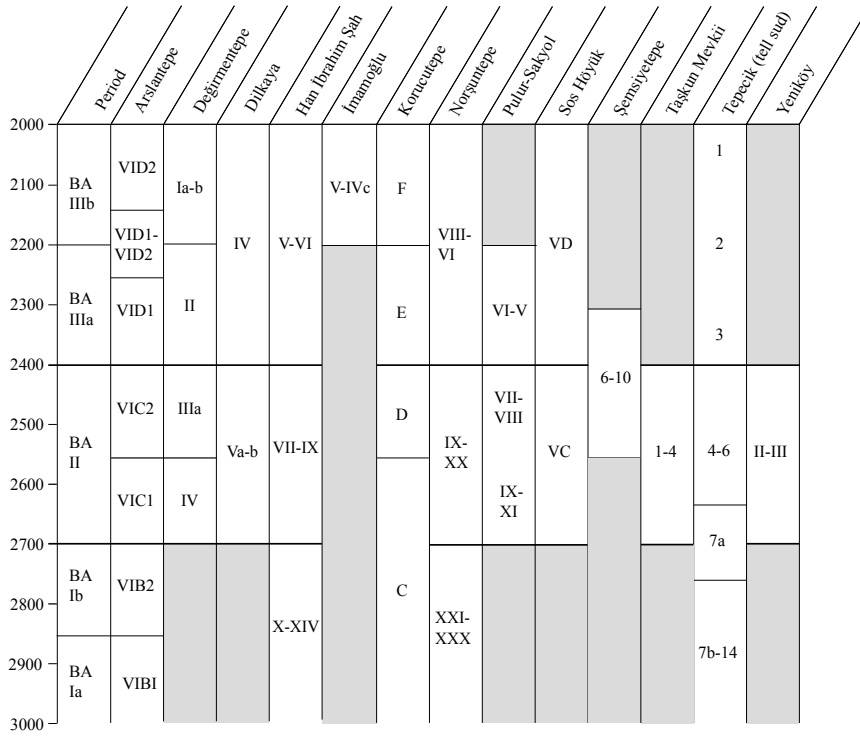 Period
Arslantepe
Değirmentepe
Dilkaya
Han Ibrahim Şah
İmamoğlu
Korucutepe
Norşuntepe
Pulur-Sakyol
Sos Höyük
Şemsiyetepe
Taşkun Mevkii
Tepecik (tell sud)
Yeniköy
2000
2100
2200
2300
2400
2500
2600
2700
2800
2900
3000
BA
IIIb
BA
IIIa
BA
II
BA
Ib
BA
Ia
VID2
VID1-
VID2
VID1
VIC2
VIC1
VIB2
VIBI
Ia-b
II
IIIa
IV
IV
Va-b
V-VI
VII-IX
X-XIV
V-IVc
F
E
D
C
VIII-
VI
IX-
XX
XXI-
XXX
VI-V
VII-
VIII
IX-
XI
VD
VC
6-10
1-4
1
2
3
4-6
7a
7b-14
II-III